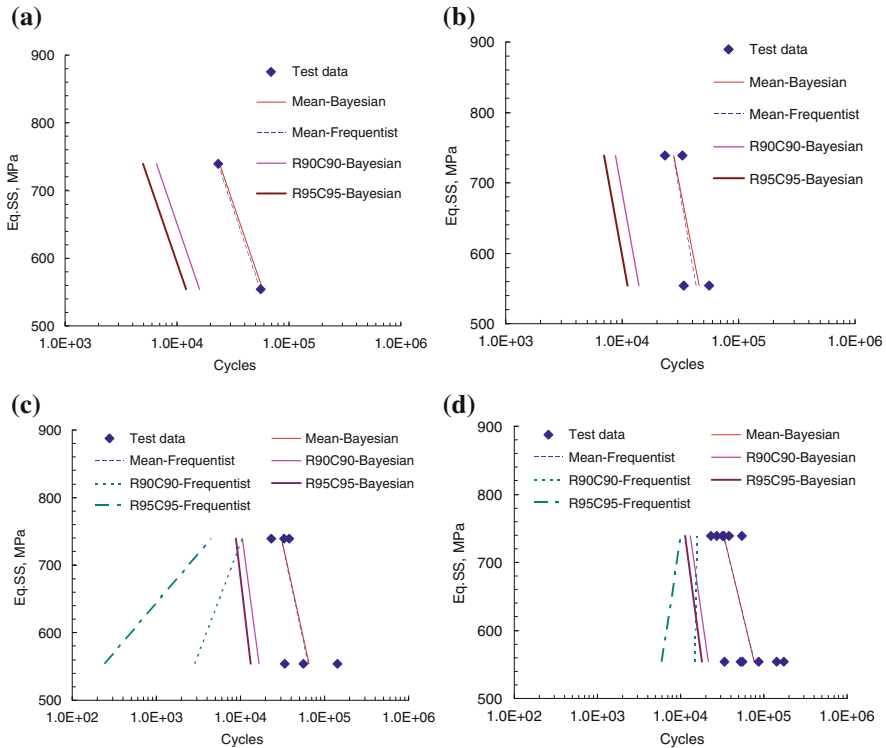 (a)
900
800
700
600
500
Eq.SS, MPa
1.0E+03
1.0E+04
1.0E+05
1.0E+06
Cycles
Test data
Mean-Bayesian
Mean-Frequentist
R90C90-Bayesian
R95C95-Bayesian
(b)
900
800
700
600
500
Eq.SS, MPa
1.0E+03
1.0E+04
1.0E+05
1.0E+06
Cycles
Test data
Mean-Bayesian
Mean-Frequentist
R90C90-Bayesian
R95C95-Bayesian
(c)
900
800
700
600
500
Eq.SS, MPa
1.0E+02
1.0E+03
1.0E+04
1.0E+05
1.0E+06
Cycles
Test data
Mean-Bayesian
Mean-Frequentist
R90C90-Bayesian
R90C90-Frequentist
R95C95-Bayesian
R95C95-Frequentist
(d)
900
800
700
600
500
Eq.SS, MPa
1.0E+02
1.0E+03
1.0E+04
1.0E+05
1.0E+06
Cycles
Test data
Mean-Bayesian
Mean-Frequentist
R90C90-Bayesian
R90C90-Frequentist
R95C95-Bayesian
R95C95-Frequentist